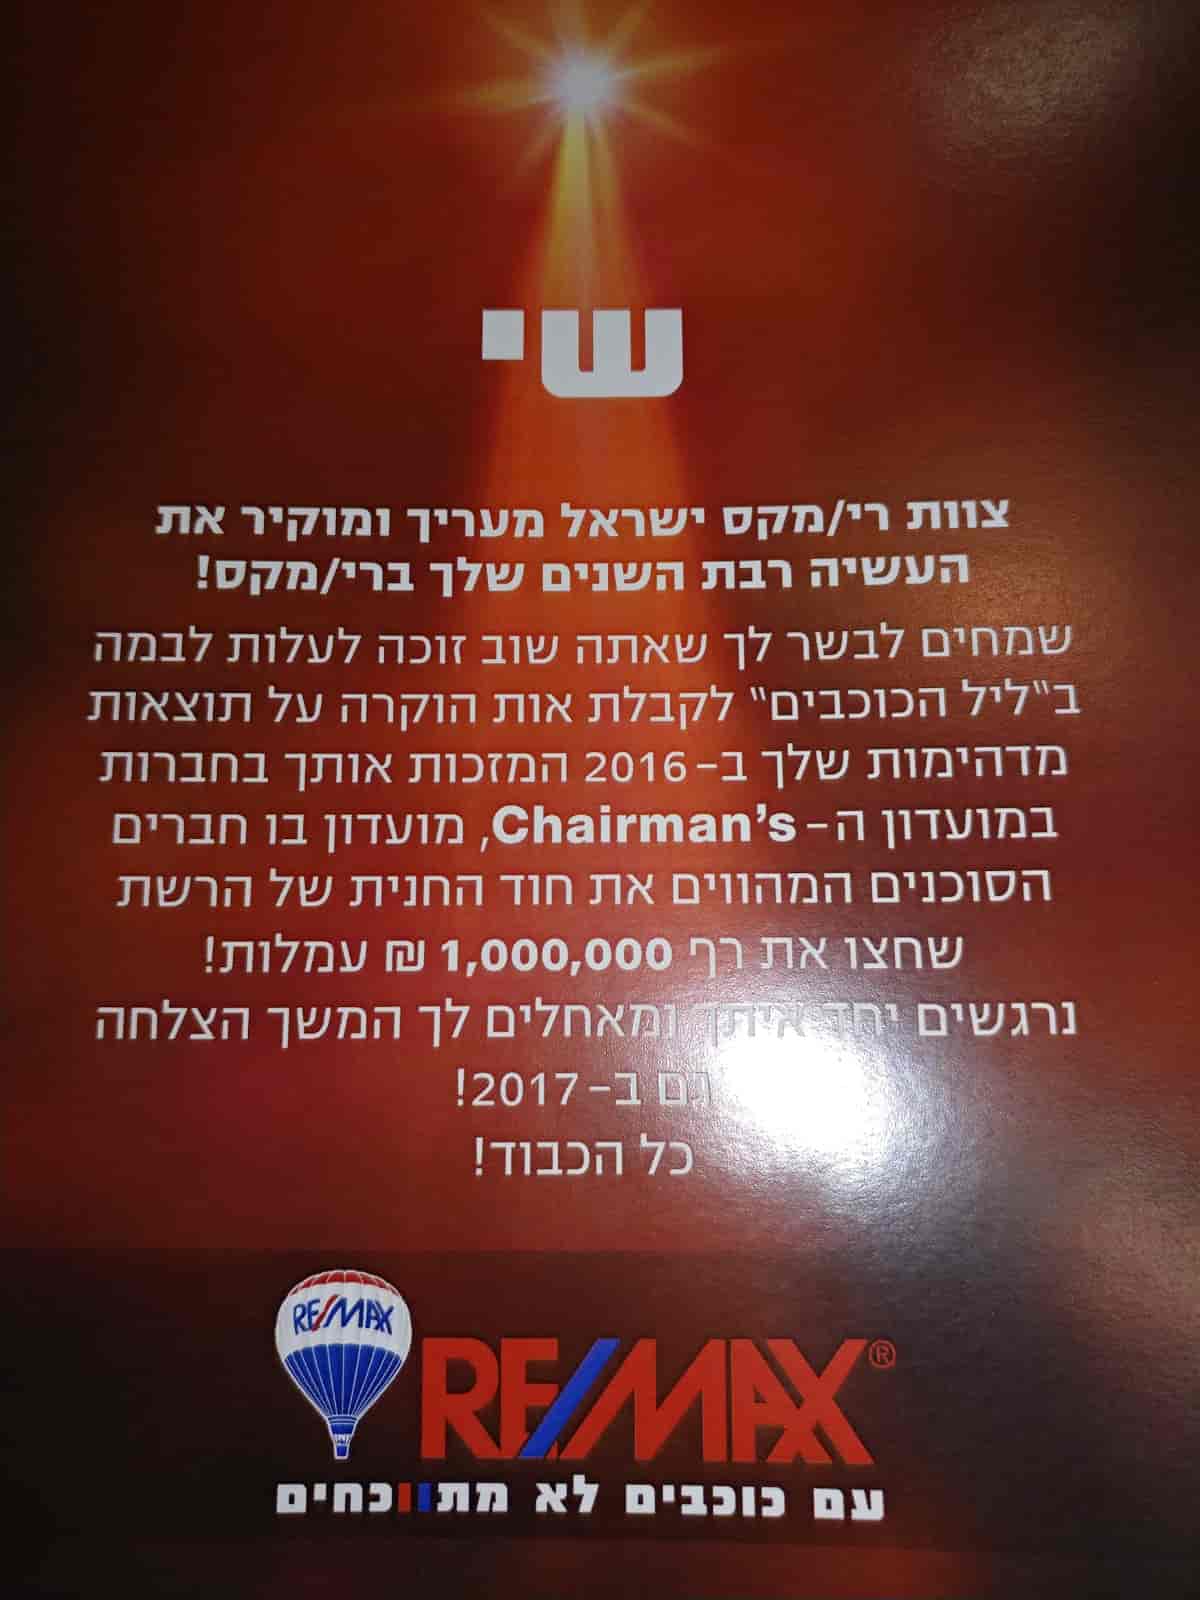 שי
צוות רי/מקס ישראל מעריך ומוקיר את
העשיה רבת השנים שלך ברי/מקס!
שמחים לבשר לך שאתה שוב זוכה לעלות לבמה
ב"ליל הכוכבים" לקבלת אות הוקרה על תוצאות
מדהימות שלך ב-2016 המזכות אותך בחברות
במועדון ה-Chairman's, מועדון בו חברים
הסוכנים המהווים את חוד החנית של הרשת
שחצו את רף 1,000,000 ₪ עמלות!
נרגשים יחד איתך ומאחלים לך המשך הצלחה
גם ב-2017!
כל הכבוד!
RE/MAX
RE/MAX®
עם כוכבים לא מתווכחים